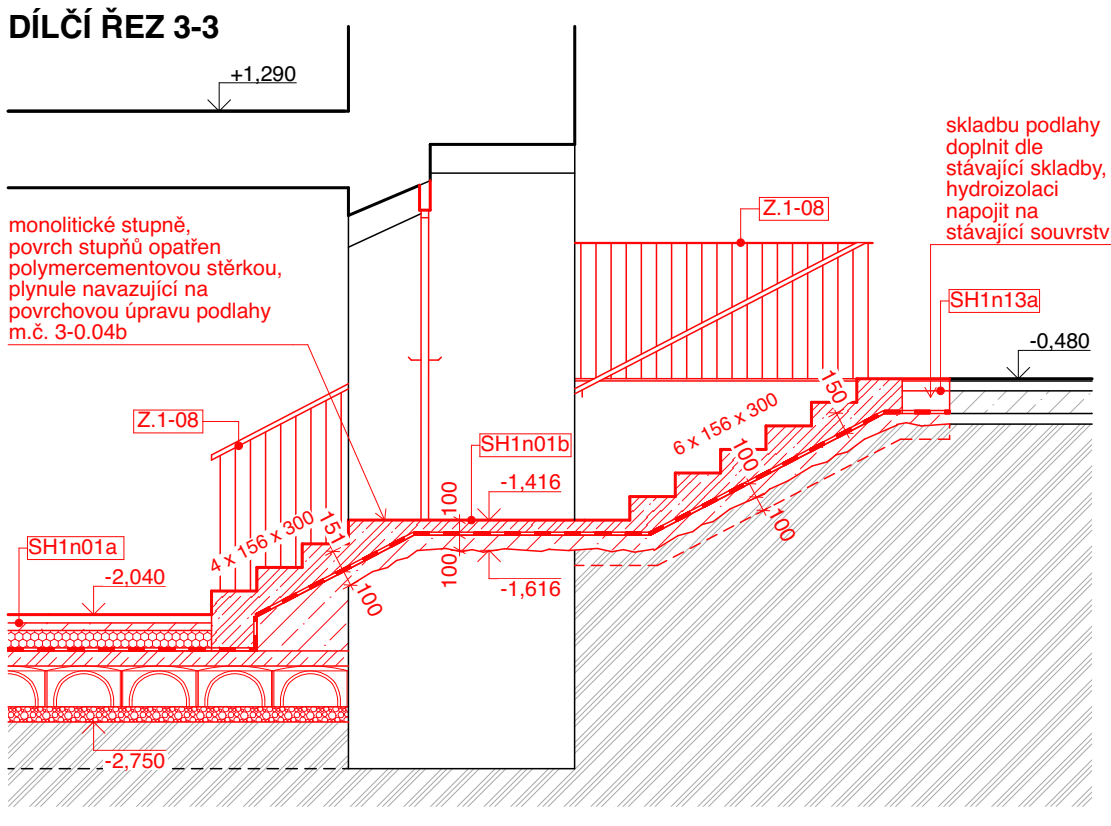 DÍLČÍ ŘEZ 3-3
+1,290
skladbu podlahy
doplnit dle
stávající skladby,
hydroizolaci
napojit na
stávající souvrstv
Z.1-08
monolitické stupně,
povrch stupňů opatřen
polymercementovou stěrkou,
plynule navazující na
povrchovou úpravu podlahy
m.č. 3-0.04b
SH1n13a
-0,480
Z.1-08
150
6 x 156 x 300
SH1n01b
100
-1,416
100
100
4 x 156 x 300
151
SH1n01a
-2,040
100
100
-1,616
-2,750